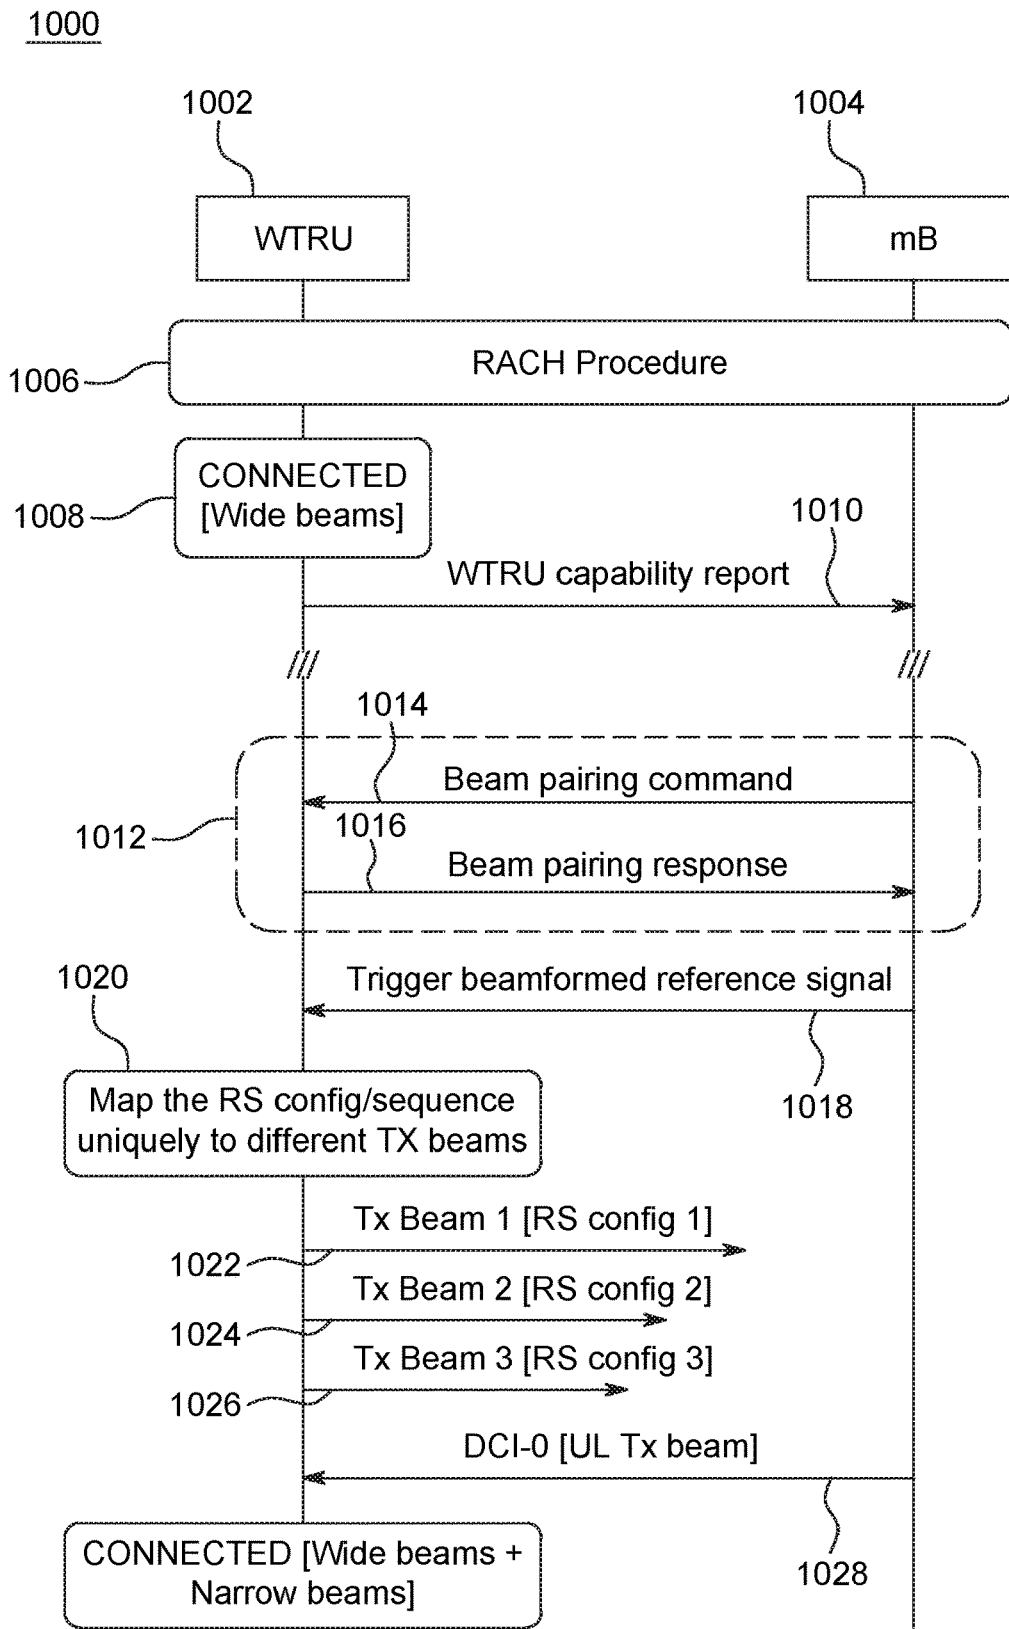 1000
1002
1004
WTRU
mB
RACH Procedure
1006
CONNECTED
[Wide beams]
1008
1010
WTRU capability report
1014
Beam pairing command
1012
1016
Beam pairing response
1020
Trigger beamformed reference signal
Map the RS config/sequence
uniquely to different TX beams
1018
Tx Beam 1 [RS config 1]
1022
Tx Beam 2 [RS config 2]
1024
Tx Beam 3 [RS config 3]
1026
DCI-0 [UL Tx beam]
CONNECTED [Wide beams +
Narrow beams]
1028